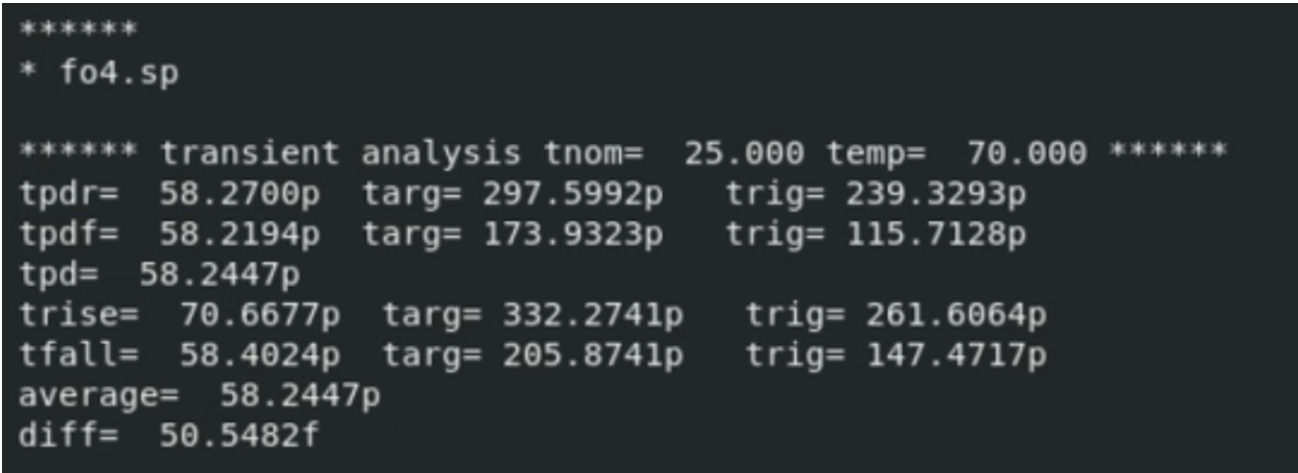 ******
* fo4.sp
****** transient analysis tnom=  25.000 temp=  70.000 ******
tpdr=  58.2700p  targ= 297.5992p   trig= 239.3293p
tpdf=  58.2194p  targ= 173.9323p   trig= 115.7128p
tpd=  58.2447p
trise=  70.6677p  targ= 332.2741p   trig= 261.6064p
tfall=  58.4024p  targ= 205.8741p   trig= 147.4717p
average=  58.2447p
diff=  50.5482f